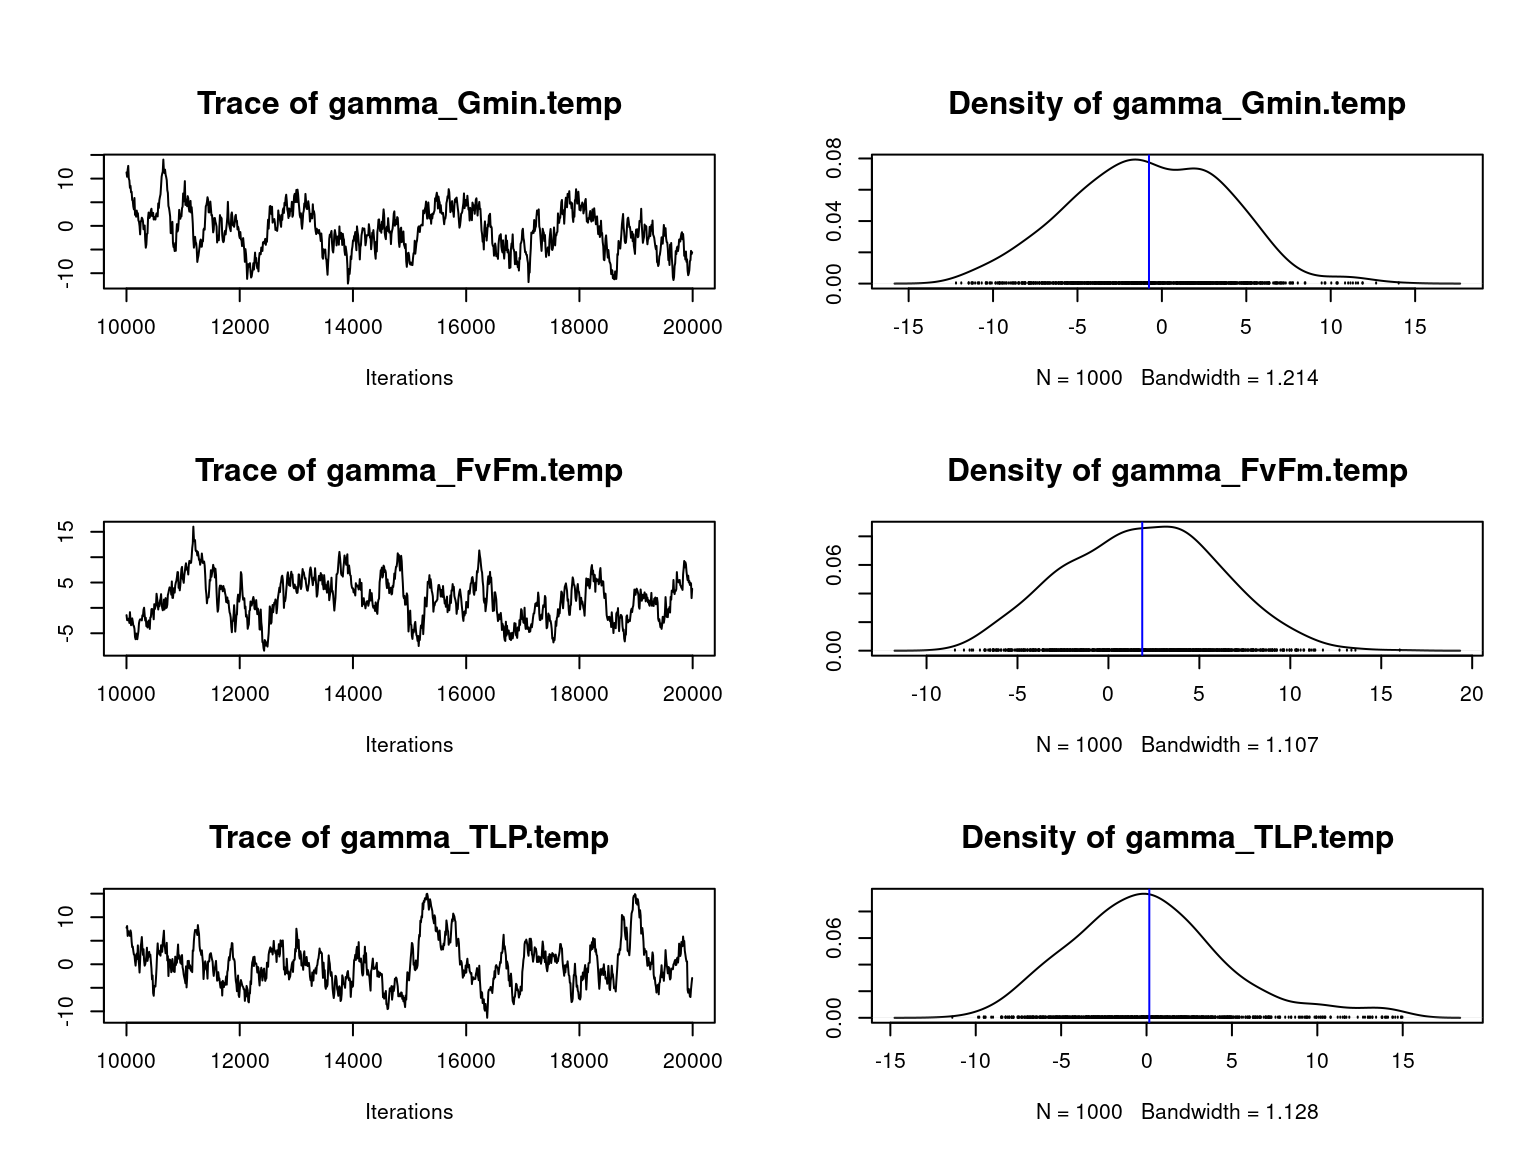 Trace of gamma_Gmin.temp
-10 0 10
10000 12000 14000 16000 18000 20000
Iterations
Density of gamma_Gmin.temp
0.00 0.04 0.08
-15 -10 -5 0 5 10 15
N = 1000 Bandwidth = 1.214
Trace of gamma_FvFm.temp
-5 5 15
10000 12000 14000 16000 18000 20000
Iterations
Density of gamma_FvFm.temp
0.00 0.06
-10 -5 0 5 10 15 20
N = 1000 Bandwidth = 1.107
Trace of gamma_TLP.temp
-10 0 10
10000 12000 14000 16000 18000 20000
Iterations
Density of gamma_TLP.temp
0.00 0.06
-15 -10 -5 0 5 10 15
N = 1000 Bandwidth = 1.128